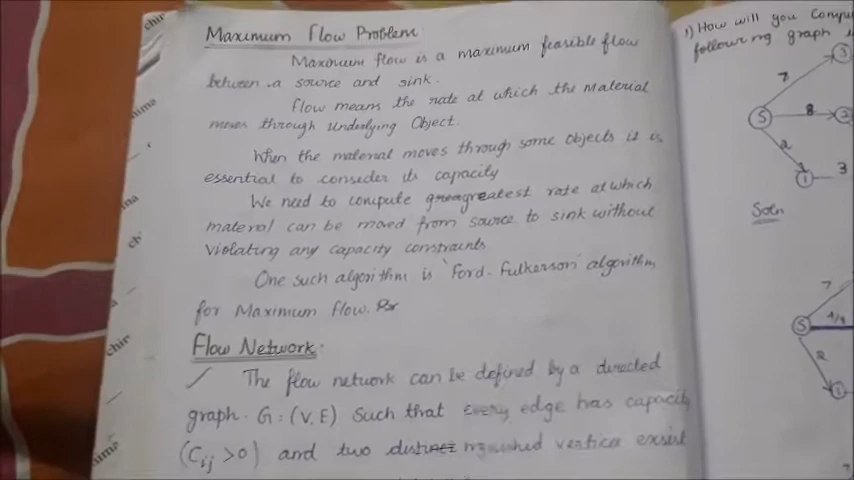 Maximum Flow Problem
Maximum flow is a maximum feasible flow
between a source and sink.
Flow means the rate at which the material
moves through underlying Object.
When the material moves through some objects it is
essential to consider its capacity
We need to compute greatest rate at which
material can be moved from source to sink without
violating any capacity constraints.
One such algorithm is 'Ford-Fulkerson' algorithm
for Maximum Flow.
Flow Network:
The flow network can be defined by a directed
graph. G:(V,E) Such that every edge has capacity
(Cij >0) and two vertices exsist
1) How will you
following graph
7
3
S
8
2
2
1
3
Soln
7
S
2